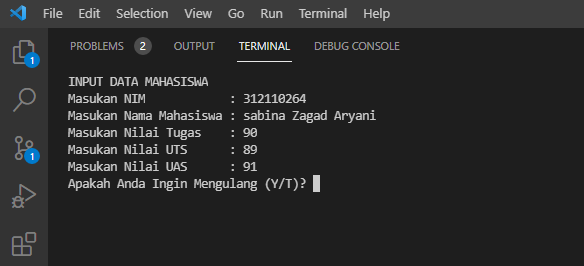 File Edit Selection View Go Run Terminal Help
PROBLEMS 2 OUTPUT TERMINAL DEBUG CONSOLE
1
1
INPUT DATA MAHASISWA
Masukan NIM : 312110264
Masukan Nama Mahasiswa : sabina Zagad Aryani
Masukan Nilai Tugas : 90
Masukan Nilai UTS : 89
Masukan Nilai UAS : 91
Apakah Anda Ingin Mengulang (Y/T)?